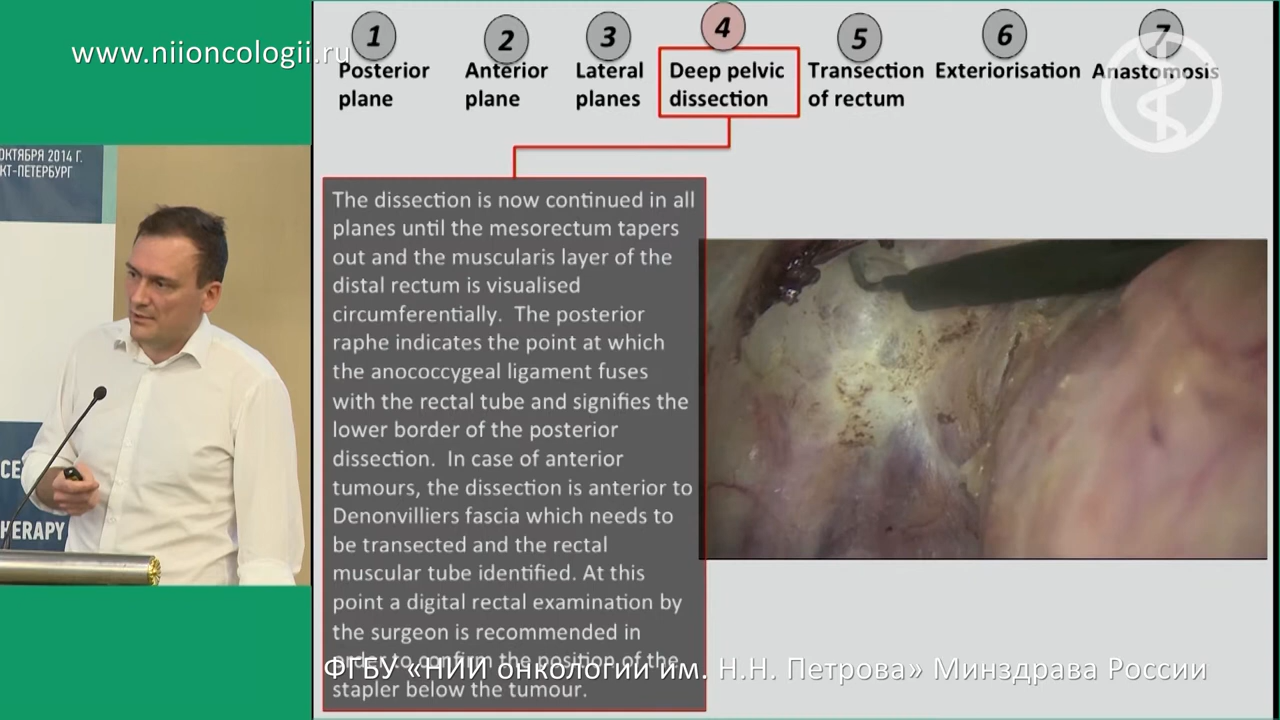 www.niioncologii.ru
1
2
3
4
5
6
7
Posterior plane
Anterior plane
Lateral planes
Deep pelvic dissection
Transection of rectum
Exteriorisation
Anastomosis
ОКТЯБРЯ 2014 Г.
КТ-ПЕТЕРБУРГ
The dissection is now continued in all
planes until the mesorectum tapers
out and the muscularis layer of the
distal rectum is visualised
circumferentially. The posterior
raphe indicates the point at which
the anococcygeal ligament fuses
with the rectal tube and signifies the
lower border of the posterior
dissection. In case of anterior
tumours, the dissection is anterior to
Denonvilliers fascia which needs to
be transected and the rectal
muscular tube identified. At this
point a digital rectal examination by
the surgeon is recommended in
order to confirm the position of the
stapler below the tumour.
HERAPY
ФГБУ «НИИ онкологии им. Н.Н. Петрова» Минздрава России